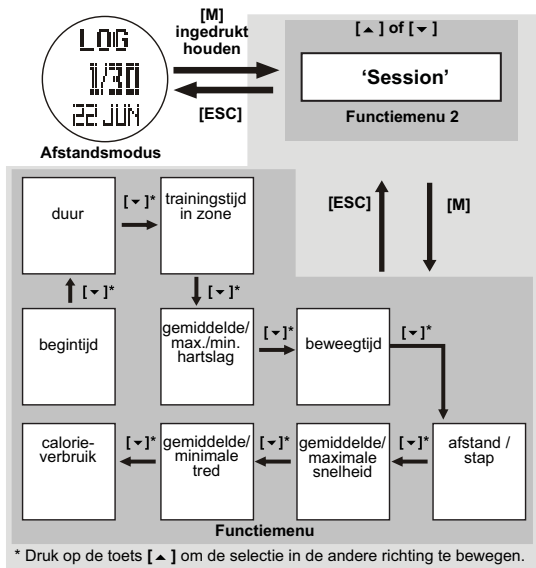 [M]
ingedrukt
houden
[ESC]
LOG
1/30
22. JUN
Afstandsmodus
[▲] of [▼]
‘Session’
Functiemenu 2
[ESC]
[M]
duur
[▼]*
trainingstijd
in zone
[▼]*
[▼]*
begintijd
gemiddelde/
max./min.
hartslag
[▼]*
beweegtijd
[▼]*
calorie-
verbruik
[▼]*
gemiddelde/
minimale
tred
[▼]*
gemiddelde/
maximale
snelheid
[▼]*
afstand /
stap
Functiemenu
* Druk op de toets [▲] om de selectie in de andere richting te bewegen.